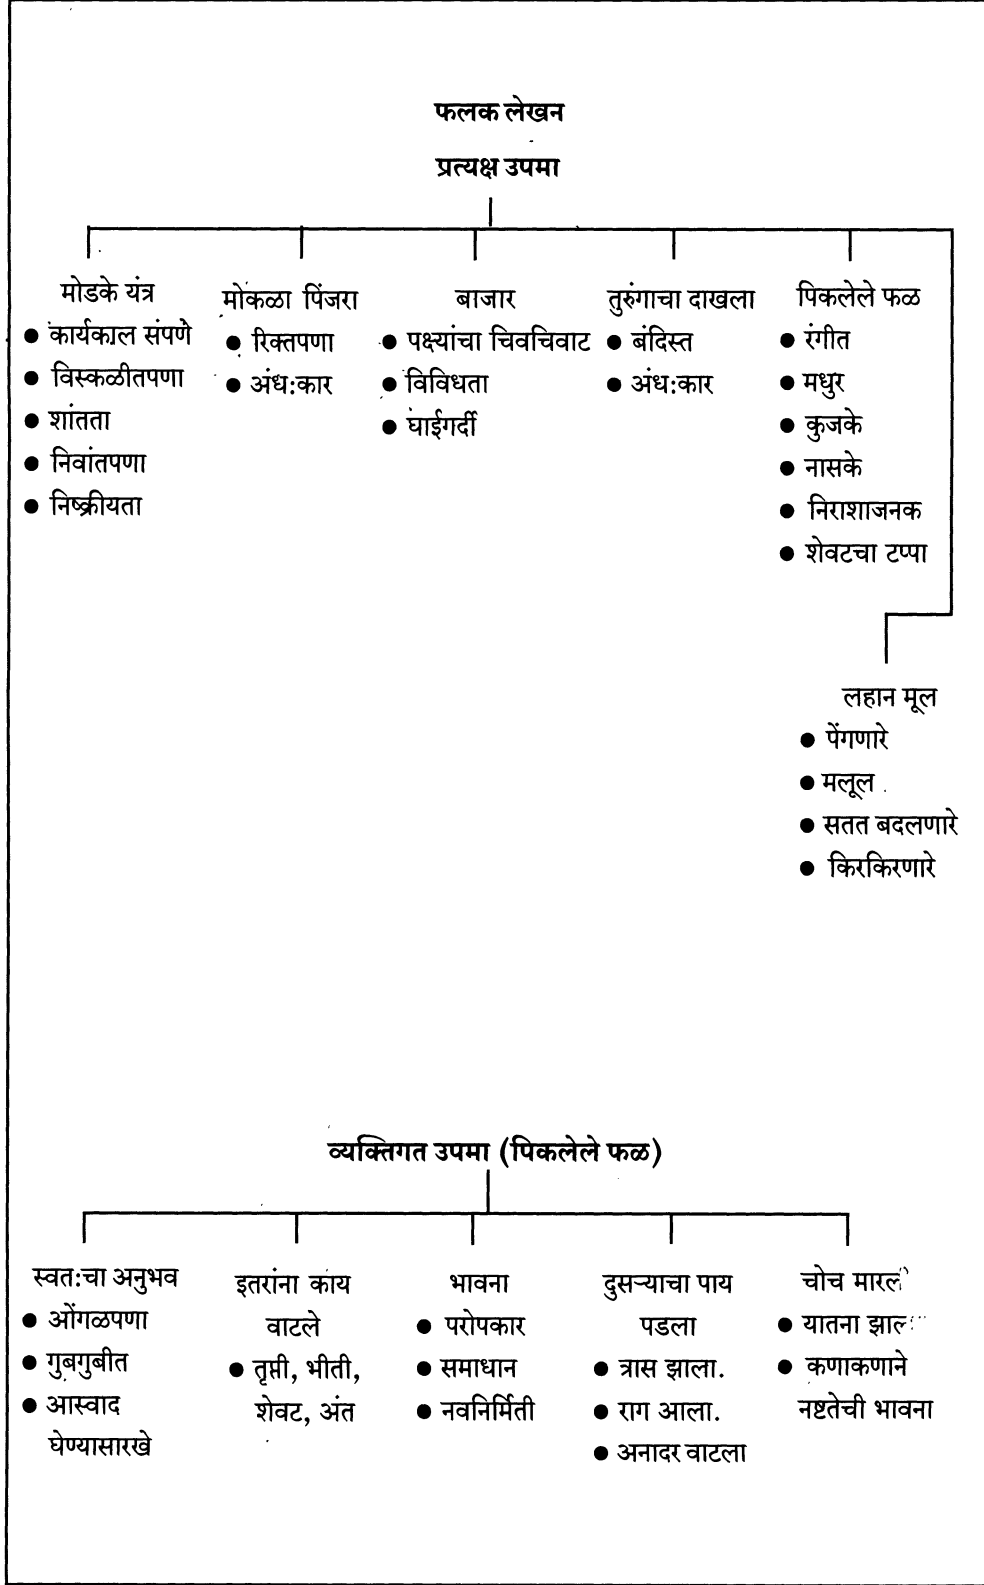 फलक लेखन
प्रत्यक्ष उपमा
मोडके यंत्र
● कार्यकाल संपणे
● विस्कळीतपणा
● शांतता
● निवांतपणा
● निष्क्रीयता
मोकळा पिंजरा
● रिक्तपणा
● अंध:कार
बाजार
● पक्ष्यांचा चिवचिवाट
● विविधता
● घाईगर्दी
तुरुंगाचा दाखला
● बंदिस्त
● अंध:कार
पिकलेले फळ
● रंगीत
● मधुर
● कुजके
● नासके
● निराशाजनक
● शेवटचा टप्पा
लहान मूल
● पेंगणारे
● मलूल
● सतत बदलणारे
● किरकिरणारे
व्यक्तिगत उपमा (पिकलेले फळ)
स्वत:चा अनुभव
● ओंगळपणा
● गुबगुबीत
● आस्वाद
घेण्यासारखे
इतरांना काय
वाटले
● तृप्ती, भीती,
शेवट, अंत
भावना
● परोपकार
● समाधान
● नवनिर्मिती
दुसऱ्याचा पाय
पडला
● त्रास झाला.
● राग आला.
● अनादर वाटला
चोच मारली
● यातना
● कणाकणाने
नष्टतेची भावना